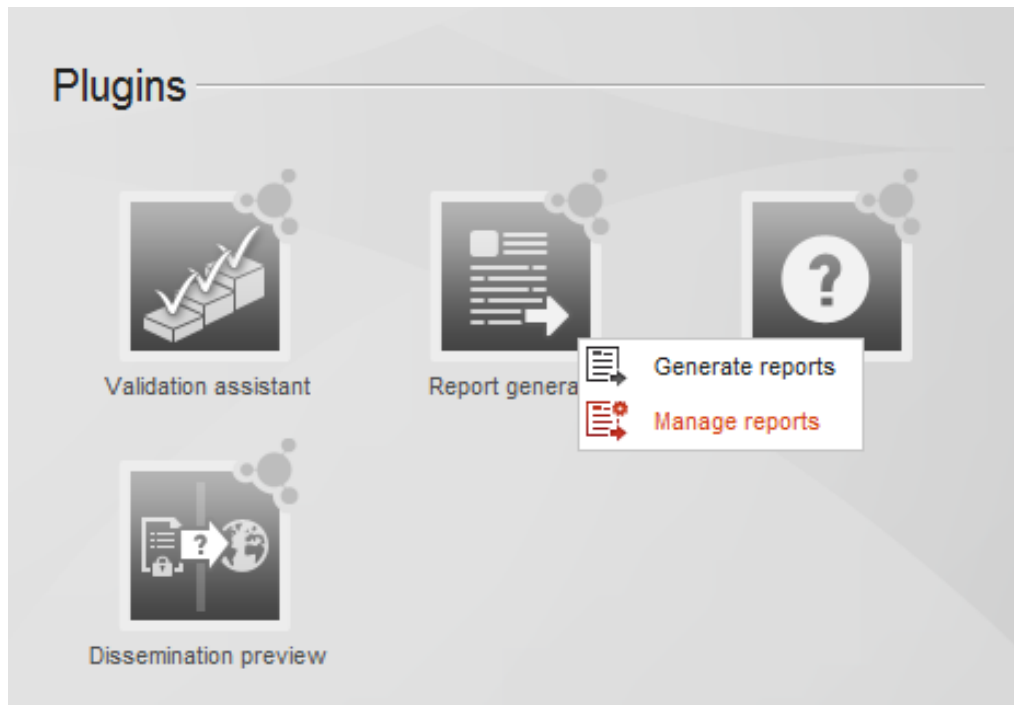 Plugins
?
Validation assistant
Report genera
Generate reports
Manage reports
?
Dissemination preview